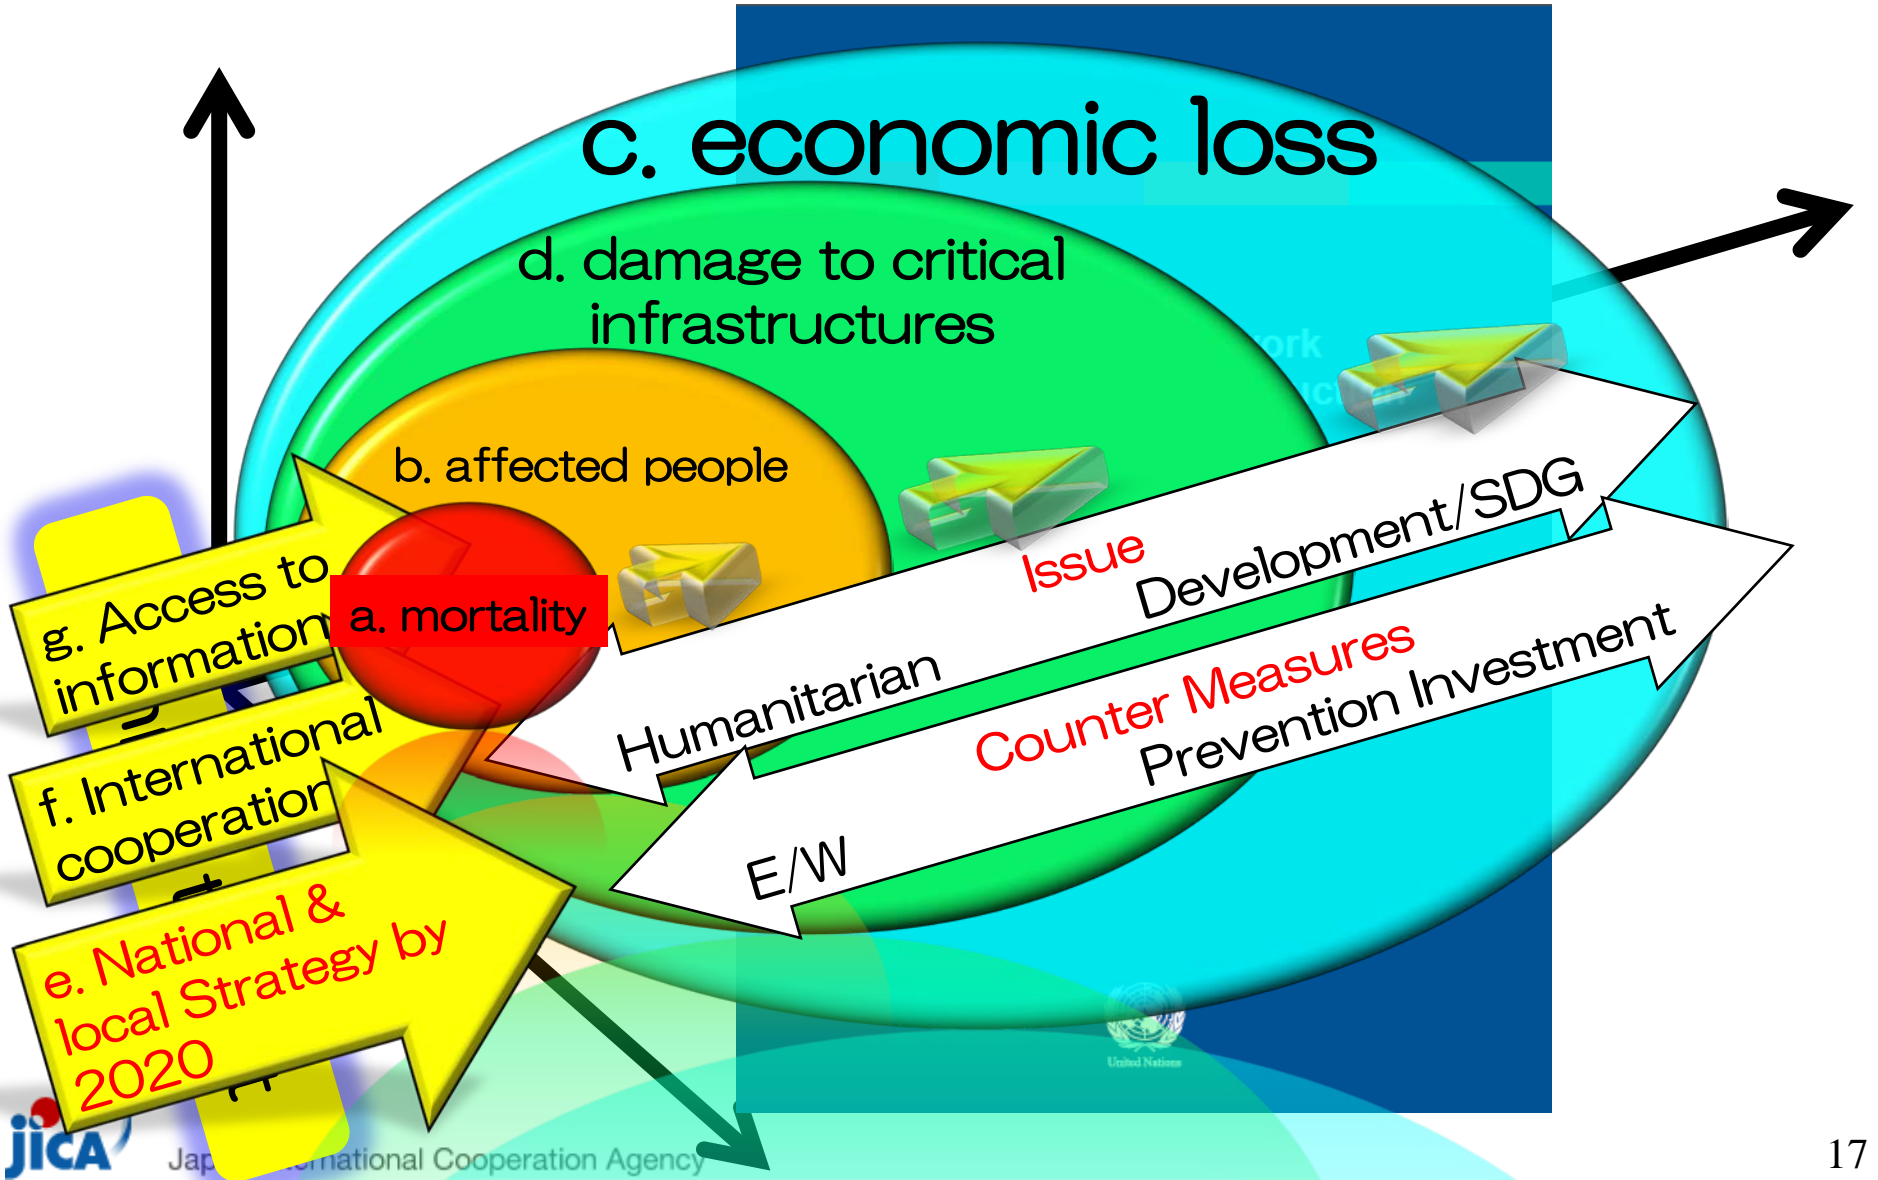 c. economic loss
d. damage to critical
infrastructures
b. affected people
a. mortality
g. Access to
information
f. International
cooperation
e. National &
local Strategy by
2020
Issue
Development/SDG
Humanitarian
Counter Measures
Prevention Investment
E/W
United Nations
jica
International Cooperation Agency
17